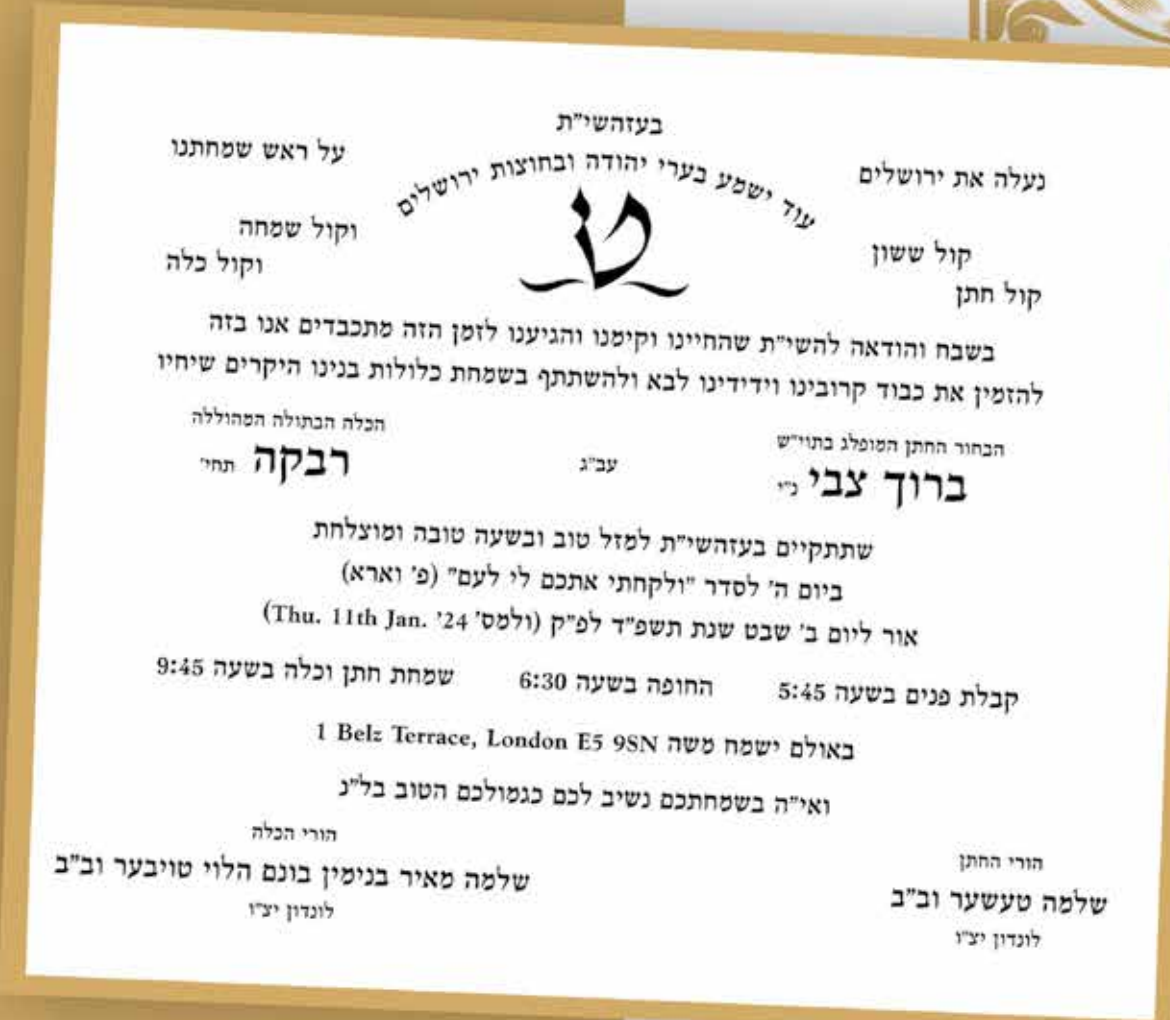 בעזהשי"ת
נעלה את ירושלים
על ראש שמחתנו
עוד ישמע בערי יהודה ובחוצות ירושלים
קול ששון
וקול שמחה
קול חתן
וקול כלה
ט
בשבח והודאה להשי"ת שהחיינו וקימנו והגיענו לזמן הזה מתכבדים אנו בזה
להזמין את כבוד קרובינו וידידינו לבא ולהשתתף בשמחת כלולות בנינו היקרים שיחיו
הבחור החתן המופלג בתוי"ש
ברוך צבי ני"
עב"ג
הכלה הבתולה המהוללה
רבקה תחי'
שתתקיים בעזהשי"ת למזל טוב ובשעה טובה ומוצלחת
ביום ה' לסדר "ולקחתי אתכם לי לעם" (פ' וארא)
אור ליום ב' שבט שנת תשפ"ד לפ"ק (ולמס' Thu. 11th Jan. '24)
קבלת פנים בשעה 5:45 החופה בשעה 6:30 שמחת חתן וכלה בשעה 9:45
באולם ישמח משה 1 Belz Terrace, London E5 9SN
ואי"ה בשמחתכם נשיב לכם כגמולכם הטוב בל"נ
הורי החתן
שלמה טעשער וב"ב
לונדון יצ"ו
הורי הכלה
שלמה מאיר בנימין בונם הלוי טויבער וב"ב
לונדון יצ"ו